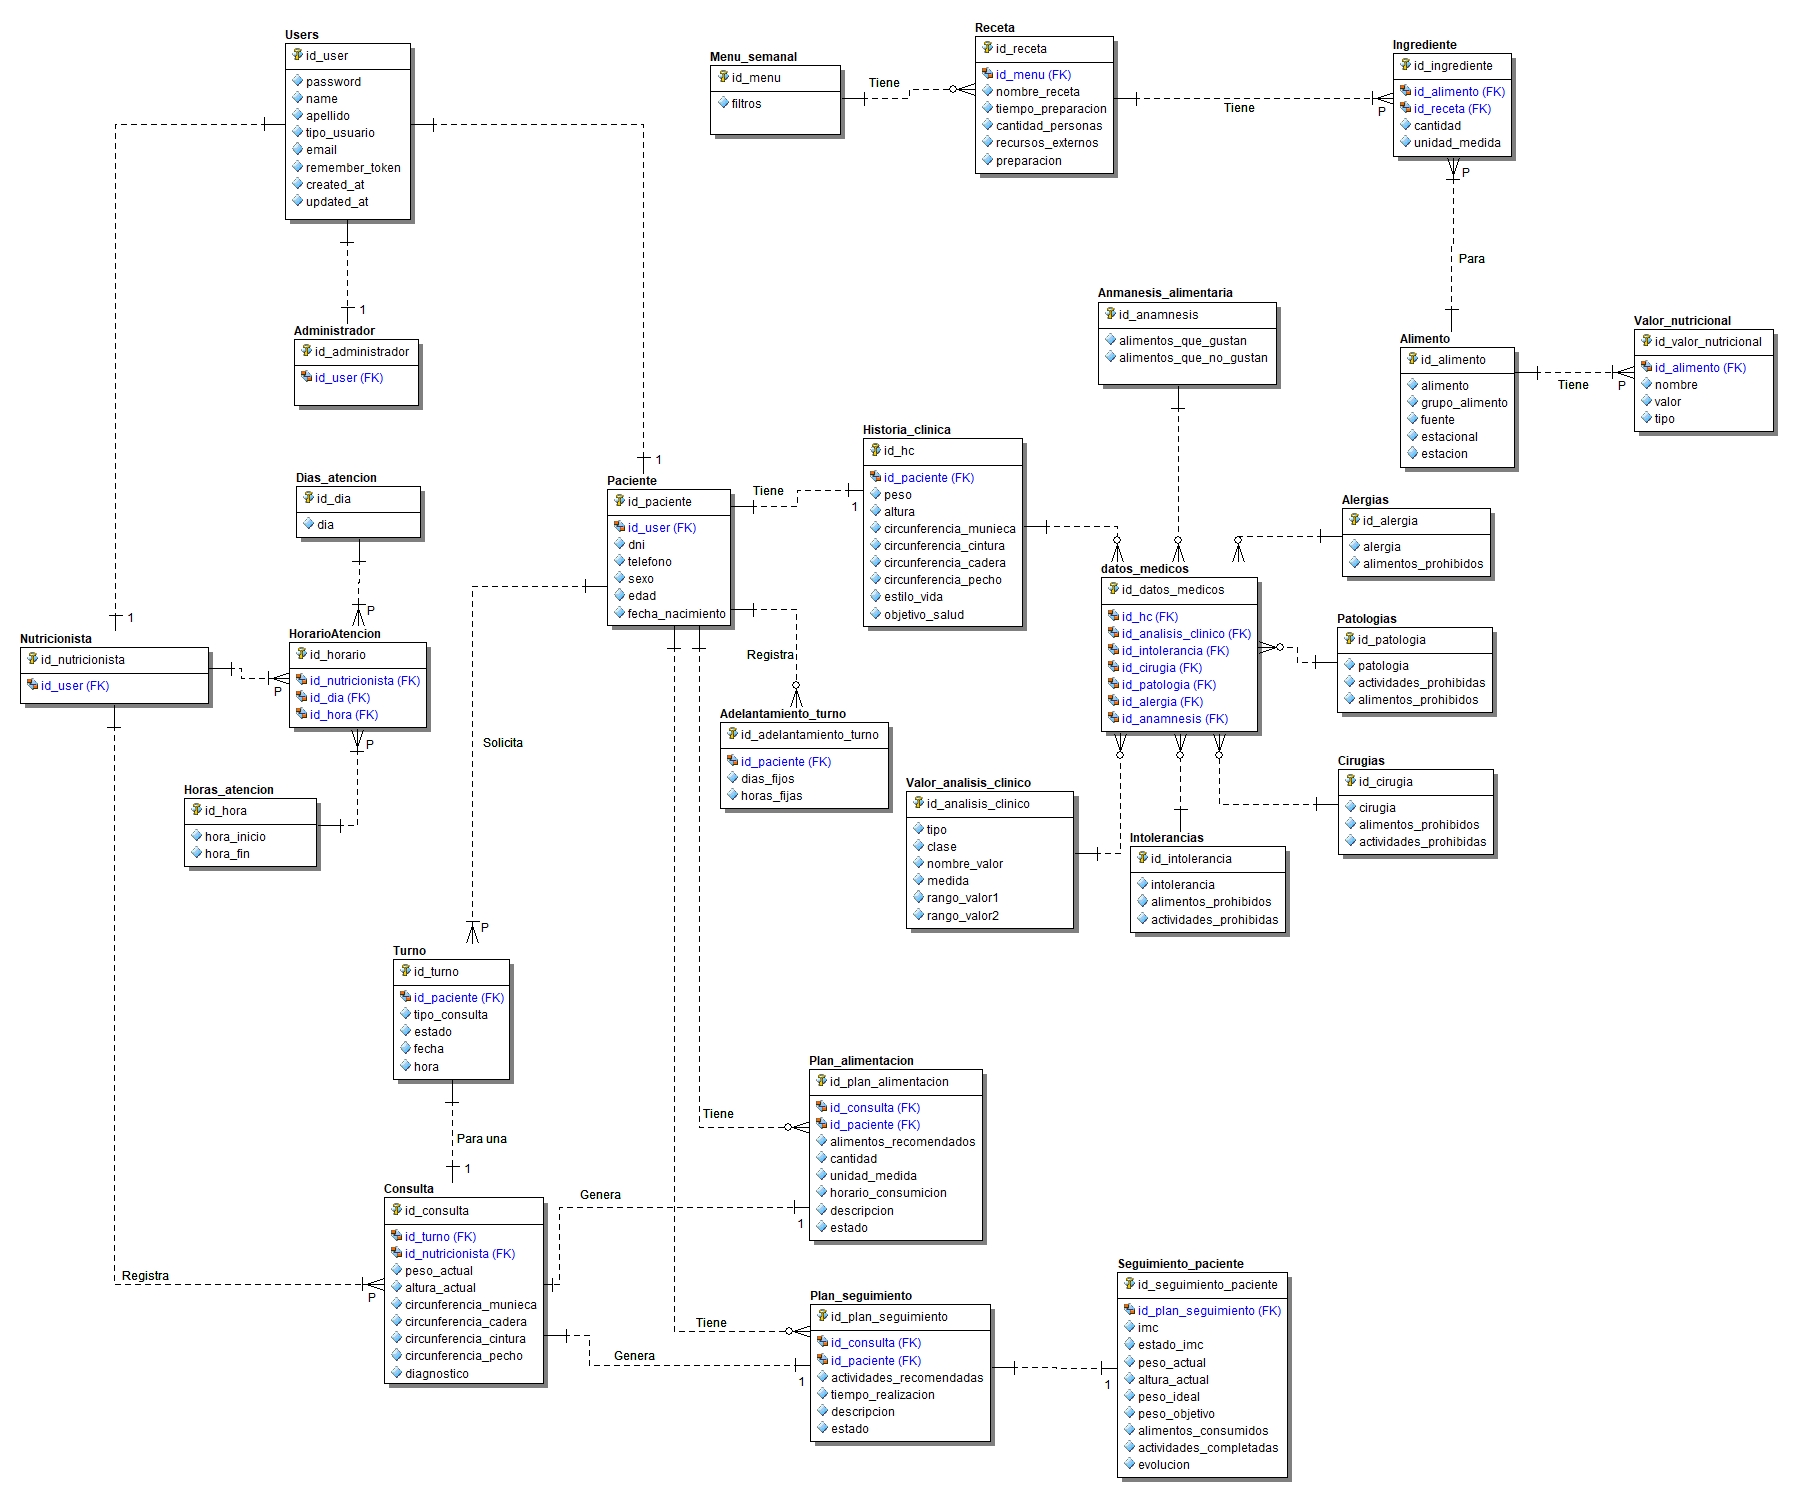 Users
id_user
password
name
apellido
tipo_usuario
email
remember_token
created_at
updated_at
1
Administrador
id_administrador
id_user (FK)
Menu_semanal
id_menu
filtros
Tiene
Receta
id_receta
id_menu (FK)
nombre_receta
tiempo_preparacion
cantidad_personas
recursos_externos
preparacion
Tiene
P
Ingrediente
id_ingrediente
id_alimento (FK)
id_receta (FK)
cantidad
unidad_medida
P
Para
Alimento
id_alimento
alimento
grupo_alimento
fuente
estacional
estacion
Tiene
P
Valor_nutricional
id_valor_nutricional
id_alimento (FK)
nombre
valor
tipo
Anmanesis_alimentaria
id_anamnesis
alimentos_que_gustan
alimentos_que_no_gustan
Historia_clinica
id_hc
id_paciente (FK)
peso
altura
circunferencia_munieca
circunferencia_cintura
circunferencia_cadera
circunferencia_pecho
estilo_vida
objetivo_salud
Tiene
1
1
Paciente
id_paciente
id_user (FK)
dni
telefono
sexo
edad
fecha_nacimiento
Dias_atencion
id_dia
dia
P
1
Nutricionista
id_nutricionista
id_user (FK)
P
HorarioAtencion
id_horario
id_nutricionista (FK)
id_dia (FK)
id_hora (FK)
P
Horas_atencion
id_hora
hora_inicio
hora_fin
Registra
Adelantamiento_turno
id_adelantamiento_turno
id_paciente (FK)
dias_fijos
horas_fijas
Solicita
P
datos_medicos
id_datos_medicos
id_hc (FK)
id_analisis_clinico (FK)
id_intolerancia (FK)
id_cirugia (FK)
id_patologia (FK)
id_alergia (FK)
id_anamnesis (FK)
Alergias
id_alergia
alergia
alimentos_prohibidos
Patologias
id_patologia
patologia
actividades_prohibidas
alimentos_prohibidos
Cirugias
id_cirugia
cirugia
alimentos_prohibidos
actividades_prohibidas
Valor_analisis_clinico
id_analisis_clinico
tipo
clase
nombre_valor
medida
rango_valor1
rango_valor2
Intolerancias
id_intolerancia
intolerancia
alimentos_prohibidos
actividades_prohibidas
Turno
id_turno
id_paciente (FK)
tipo_consulta
estado
fecha
hora
Para una
1
Consulta
id_consulta
id_turno (FK)
id_nutricionista (FK)
peso_actual
altura_actual
circunferencia_munieca
circunferencia_cadera
circunferencia_cintura
circunferencia_pecho
diagnostico
Registra
P
Tiene
Genera
1
Plan_alimentacion
id_plan_alimentacion
id_consulta (FK)
id_paciente (FK)
alimentos_recomendados
cantidad
unidad_medida
horario_consumicion
descripcion
estado
Tiene
Genera
1
Plan_seguimiento
id_plan_seguimiento
id_consulta (FK)
id_paciente (FK)
actividades_recomendadas
tiempo_realizacion
descripcion
estado
1
Seguimiento_paciente
id_seguimiento_paciente
id_plan_seguimiento (FK)
imc
estado_imc
peso_actual
altura_actual
peso_ideal
peso_objetivo
alimentos_consumidos
actividades_completadas
evolucion